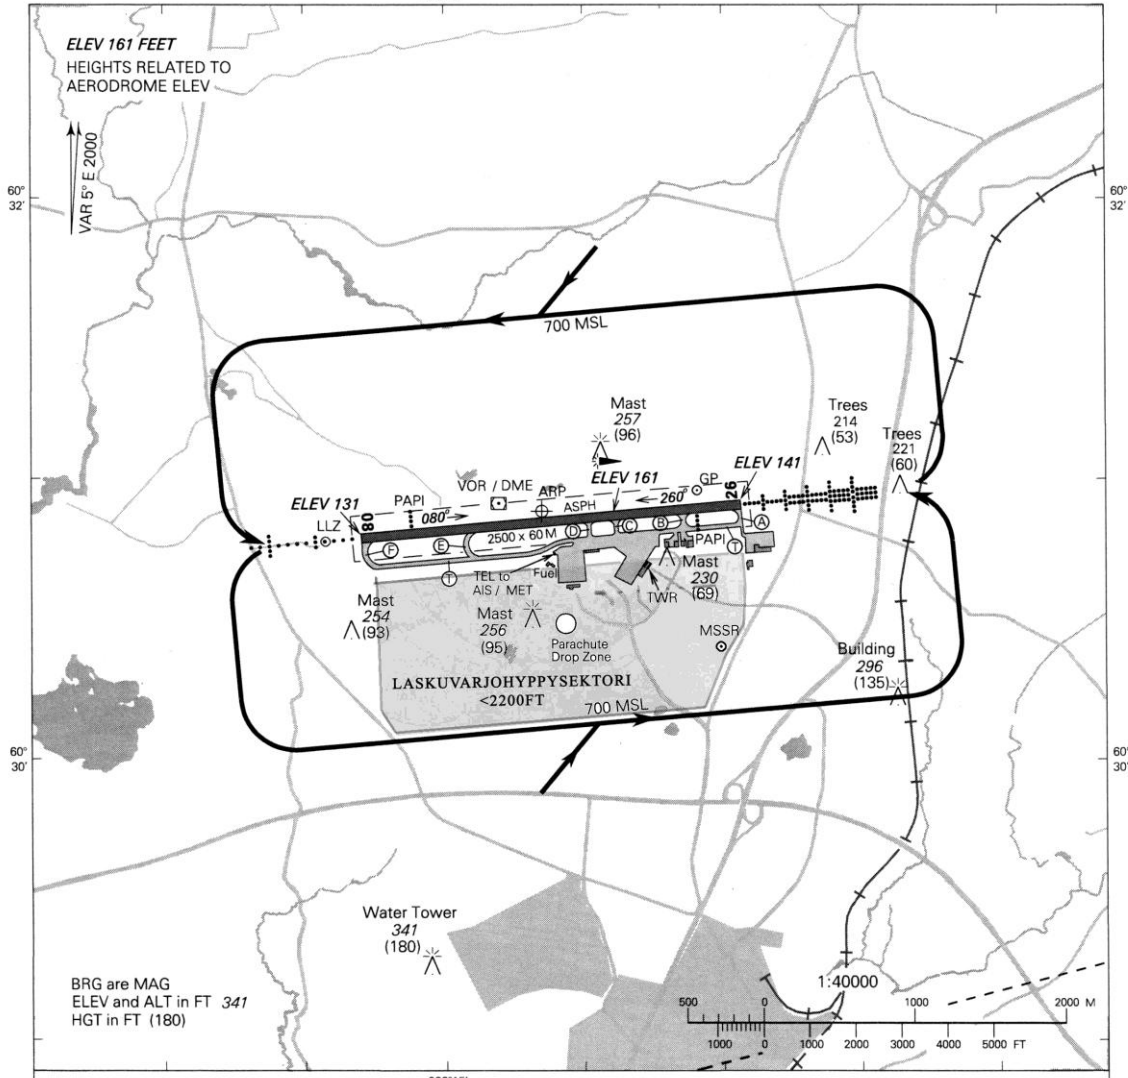 ELEV 161 FEET
HEIGHTS RELATED TO
AERODROME ELEV
VAR 5° E 2000
60°
32'
60°
32'
700 MSL
Mast
257
(96)
Trees
214
(53)
Trees
221
(60)
ELEV 131
PAPI
VOR / DME
ARP
ASPH
ELEV 161
GP
ELEV 141
LLZ
08
080°
260°
26
2500 x 60 M
F
E
D
C
B
A
T
PAPI
T
TEL to
AIS / MET
Fuel
TWR
Mast
230
(69)
Mast
254
(93)
Mast
256
(95)
Parachute
Drop Zone
MSSR
Building
296
(135)
LASKUVARJOHYPPYSEKTORI
<2200FT
700 MSL
60°
30'
60°
30'
Water Tower
341
(180)
BRG are MAG
ELEV and ALT in FT 341
HGT in FT (180)
1:40000
500 0 1000 2000 M
1000 0 1000 2000 3000 4000 5000 FT